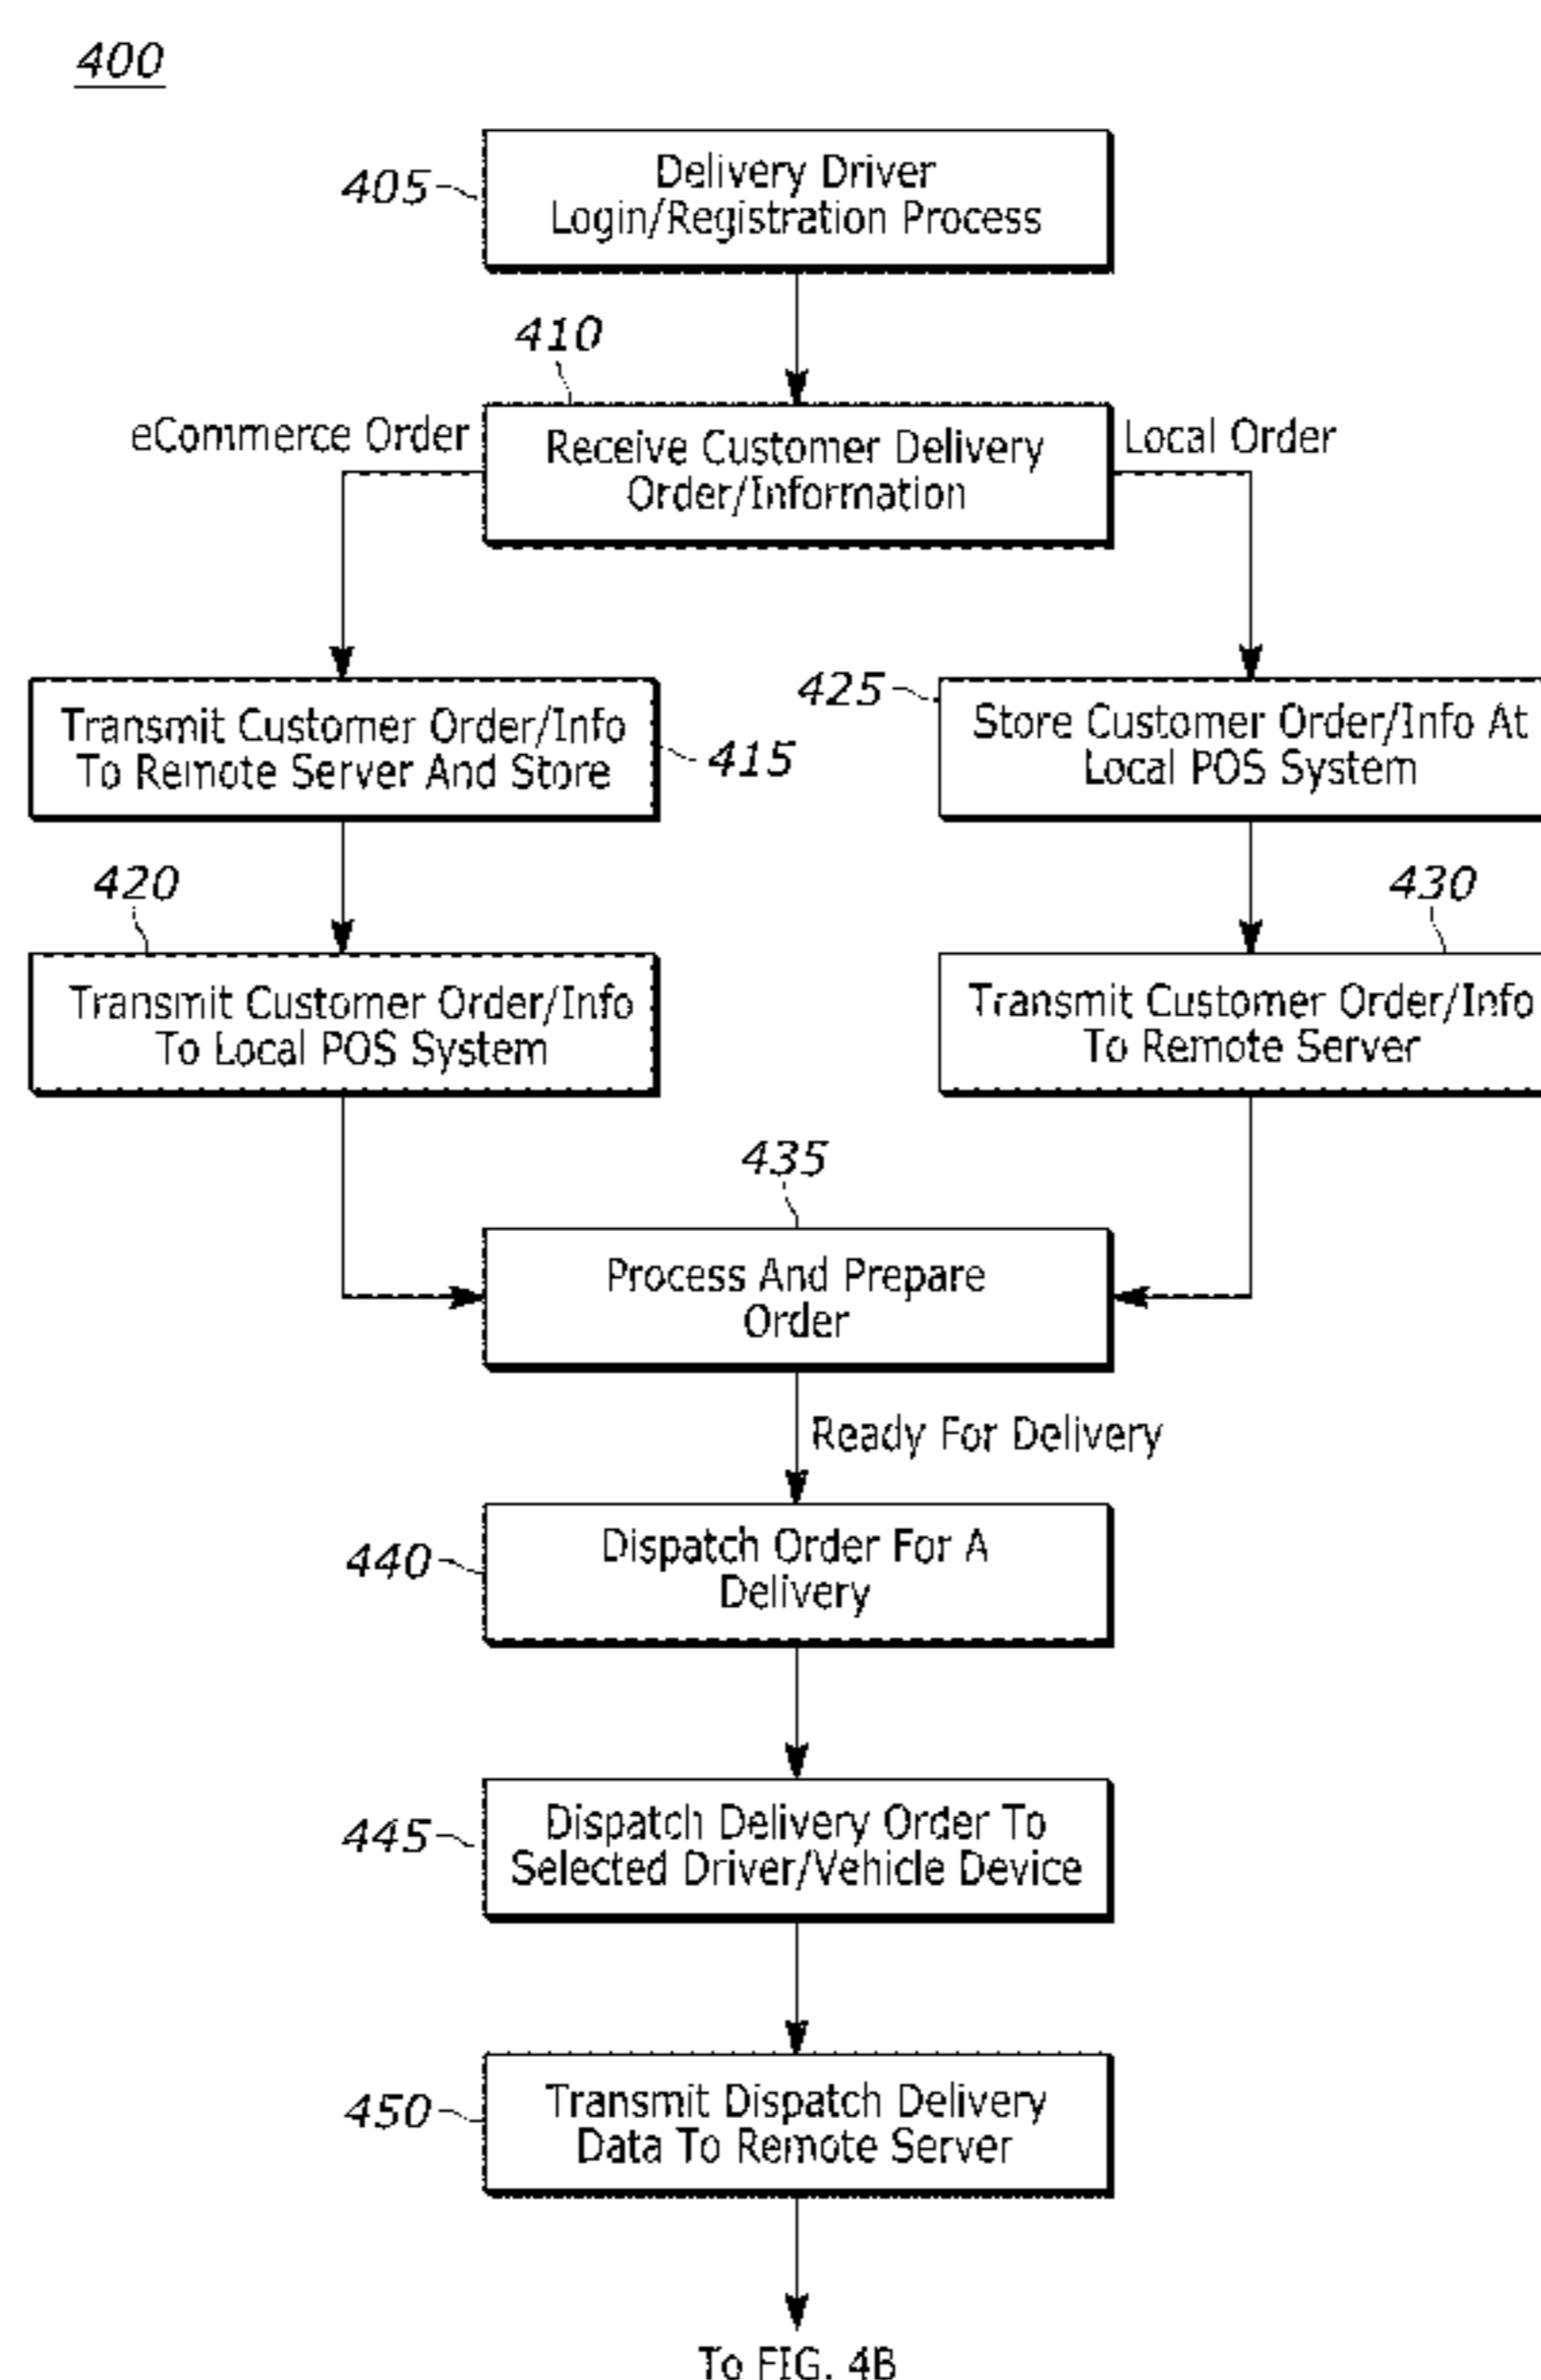 400
405
Delivery Driver
Login/Registration Process
410
eCommerce Order
Receive Customer Delivery
Order/Information
Local Order
Transmit Customer Order/Info
To Remote Server And Store
415
425
Store Customer Order/Info At
Local POS System
420
Transmit Customer Order/Info
To Local POS System
430
Transmit Customer Order/Info
To Remote Server
435
Process And Prepare
Order
Ready For Delivery
440
Dispatch Order For A
Delivery
445
Dispatch Delivery Order To
Selected Driver/Vehicle Device
450
Transmit Dispatch Delivery
Data To Remote Server
To FIG. 4B